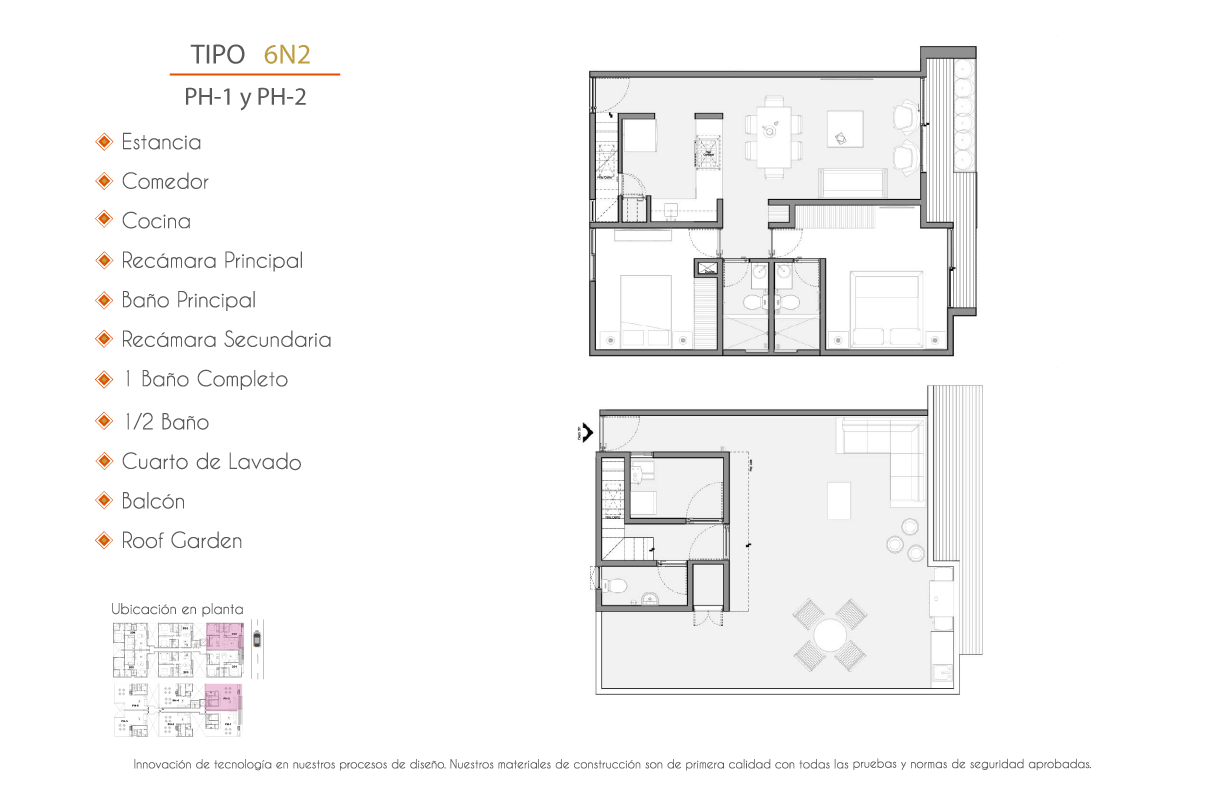 TIPO 6N2
PH-1 y PH-2
Estancia
Comedor
Cocina
Recámara Principal
Baño Principal
Recámara Secundaria
1 Baño Completo
1/2 Baño
Cuarto de Lavado
Balcón
Roof Garden
Ubicación en planta
Innovación de tecnología en nuestros procesos de diseño. Nuestros materiales de construcción son de primera calidad con todas las pruebas y normas de seguridad aprobadas.